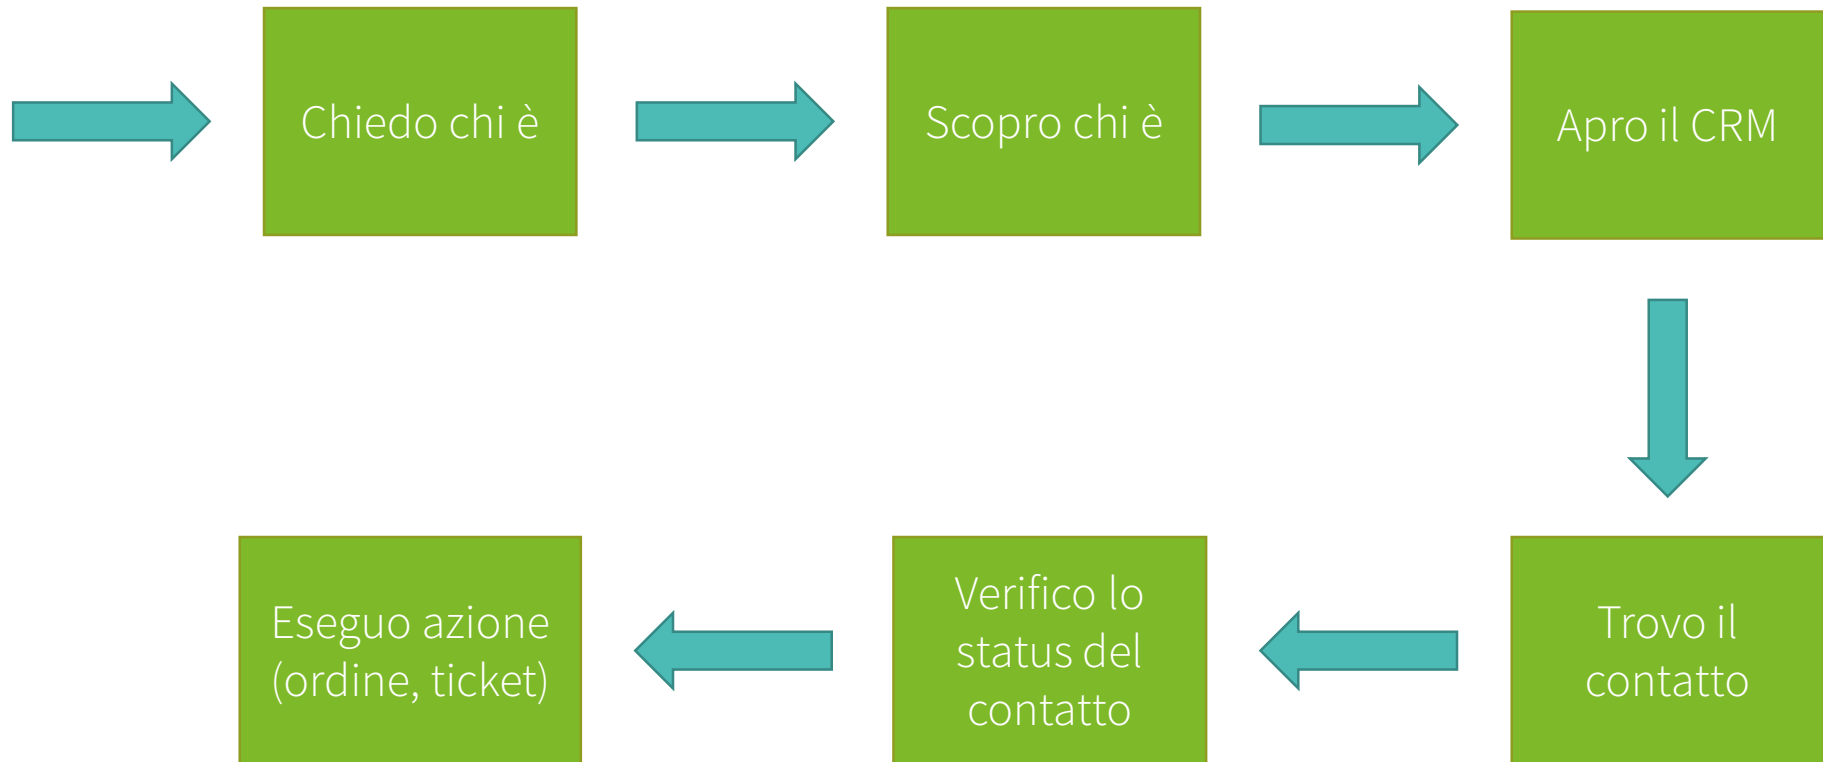 Chiedo chi è
Scopro chi è
Apro il CRM
Trovo il
contatto
Verifico lo
status del
contatto
Eseguo azione
(ordine, ticket)